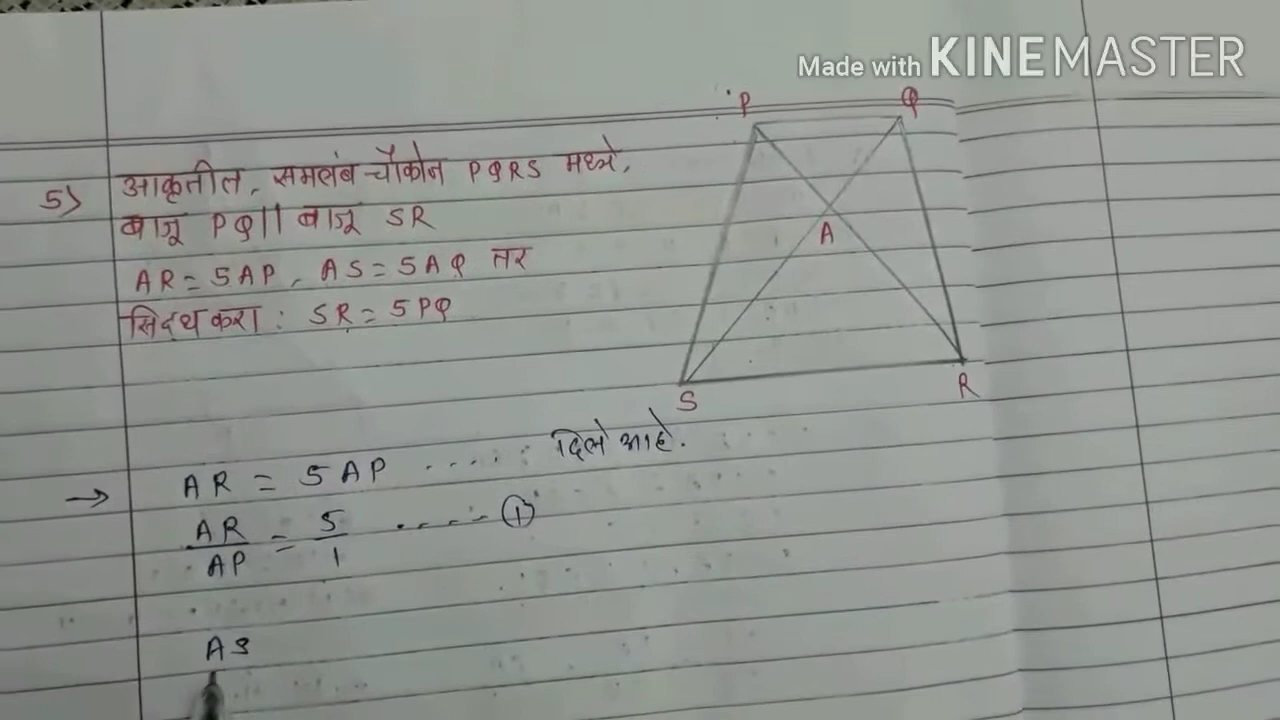 Made with KINEMASTER
5) आकृतीत, समलंब चौकोन PQRS मध्ये,
बाजू PQ || बाजू SR
AR = 5AP, AS = 5AQ तर
सिद्ध करा : SR = 5PQ
P
Q
A
S
R
→ AR = 5AP ..... दिले आहे.
AR/AP = 5/1 ..... ①
AS